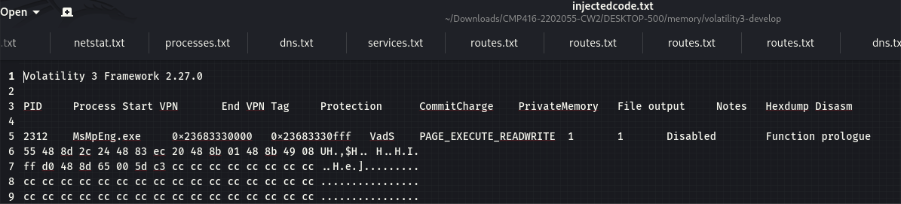 Open
injectedcode.txt
~/Downloads/CMP416-2202055-CW2/DESKTOP-500/memory/volatility3-develop
.txt netstat.txt processes.txt dns.txt services.txt routes.txt routes.txt routes.txt routes.txt dns.tx
1 Volatility 3 Framework 2.27.0
2
3 PID Process Start VPN End VPN Tag Protection CommitCharge PrivateMemory File output Notes Hexdump Disasm
4
5 2312 MsMpEng.exe 0x23683330000 0x23683330fff VadS PAGE_EXECUTE_READWRITE 1 1 Disabled Function prologue
6 55 48 8d 2c 24 48 83 ec 20 48 8b 01 48 8b 49 08 UH.,$H.. H..H.I.
7 ff d0 48 8d 65 00 5d c3 cc cc cc cc cc cc cc cc ..H.e.].........
8 cc cc cc cc cc cc cc cc cc cc cc cc cc cc cc cc ................
9 cc cc cc cc cc cc cc cc cc cc cc cc cc cc cc cc ................